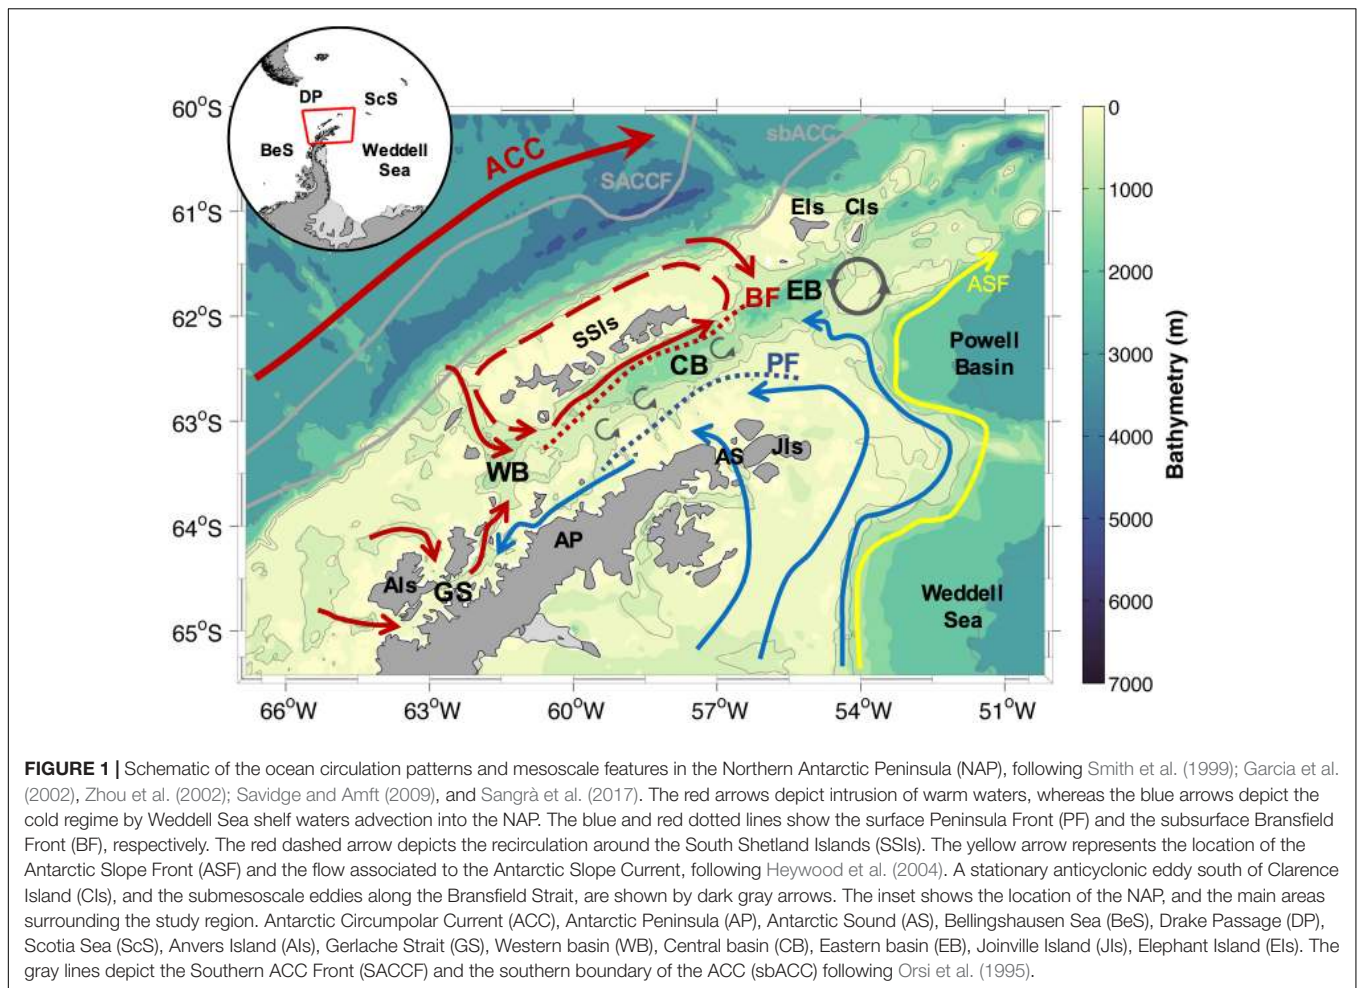 DP
ScS
BeS
Weddell
Sea
60°S
61°S
62°S
63°S
64°S
65°S
ACC
SACCF
sbACC
EIs
CIs
BF
EB
ASF
SSIs
CB
PF
Powell
Basin
WB
AS
JIs
AP
AIs
GS
Weddell
Sea
66°W
63°W
60°W
57°W
54°W
51°W
0
1000
2000
3000
4000
5000
6000
7000
Bathymetry (m)
FIGURE 1 | Schematic of the ocean circulation patterns and mesoscale features in the Northern Antarctic Peninsula (NAP), following Smith et al. (1999); Garcia et al.
(2002), Zhou et al. (2002); Savidge and Amft (2009), and Sangrà et al. (2017). The red arrows depict intrusion of warm waters, whereas the blue arrows depict the
cold regime by Weddell Sea shelf waters advection into the NAP. The blue and red dotted lines show the surface Peninsula Front (PF) and the subsurface Bransfield
Front (BF), respectively. The red dashed arrow depicts the recirculation around the South Shetland Islands (SSIs). The yellow arrow represents the location of the
Antarctic Slope Front (ASF) and the flow associated to the Antarctic Slope Current, following Heywood et al. (2004). A stationary anticyclonic eddy south of Clarence
Island (CIs), and the submesoscale eddies along the Bransfield Strait, are shown by dark gray arrows. The inset shows the location of the NAP, and the main areas
surrounding the study region. Antarctic Circumpolar Current (ACC), Antarctic Peninsula (AP), Antarctic Sound (AS), Bellingshausen Sea (BeS), Drake Passage (DP),
Scotia Sea (ScS), Anvers Island (AIs), Gerlache Strait (GS), Western basin (WB), Central basin (CB), Eastern basin (EB), Joinville Island (JIs), Elephant Island (EIs). The
gray lines depict the Southern ACC Front (SACCF) and the southern boundary of the ACC (sbACC) following Orsi et al. (1995).